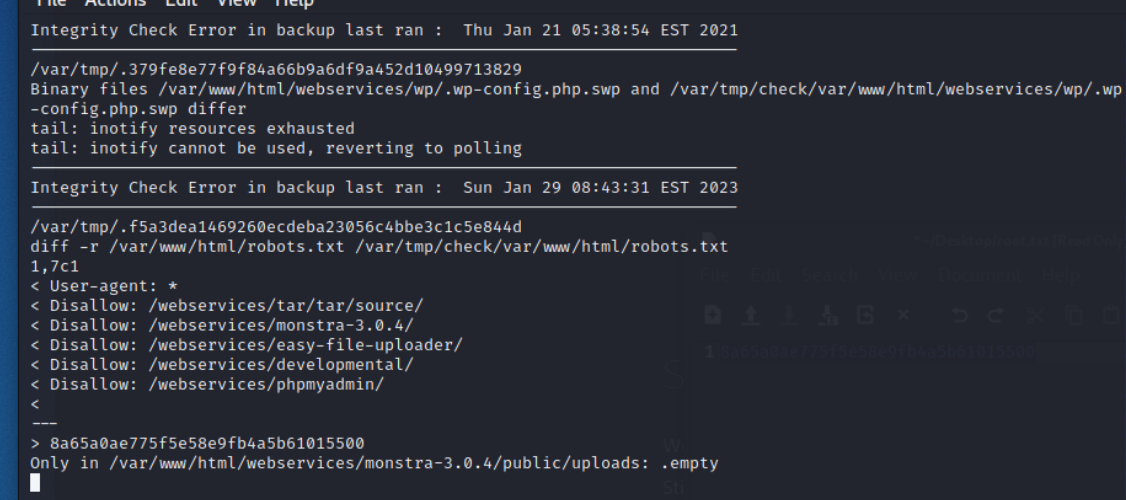 File Actions Edit View Help
Integrity Check Error in backup last ran :  Thu Jan 21 05:38:54 EST 2021
/var/tmp/.379fe8e77f9f84a66b9a6df9a452d10499713829
Binary files /var/www/html/webservices/wp/.wp-config.php.swp and /var/tmp/check/var/www/html/webservices/wp/.wp
-config.php.swp differ
tail: inotify resources exhausted
tail: inotify cannot be used, reverting to polling
Integrity Check Error in backup last ran :  Sun Jan 29 08:43:31 EST 2023
/var/tmp/.f5a3dea1469260ecdeba23056c4bbe3c1c5e844d
diff -r /var/www/html/robots.txt /var/tmp/check/var/www/html/robots.txt
1,7c1
< User-agent: *
< Disallow: /webservices/tar/tar/source/
< Disallow: /webservices/monstra-3.0.4/
< Disallow: /webservices/easy-file-uploader/
< Disallow: /webservices/developmental/
< Disallow: /webservices/phpmyadmin/
<
---
> 8a65a0ae775f5e58e9fb4a5b61015500
Only in /var/www/html/webservices/monstra-3.0.4/public/uploads: .empty
File Edit Search View Document Help